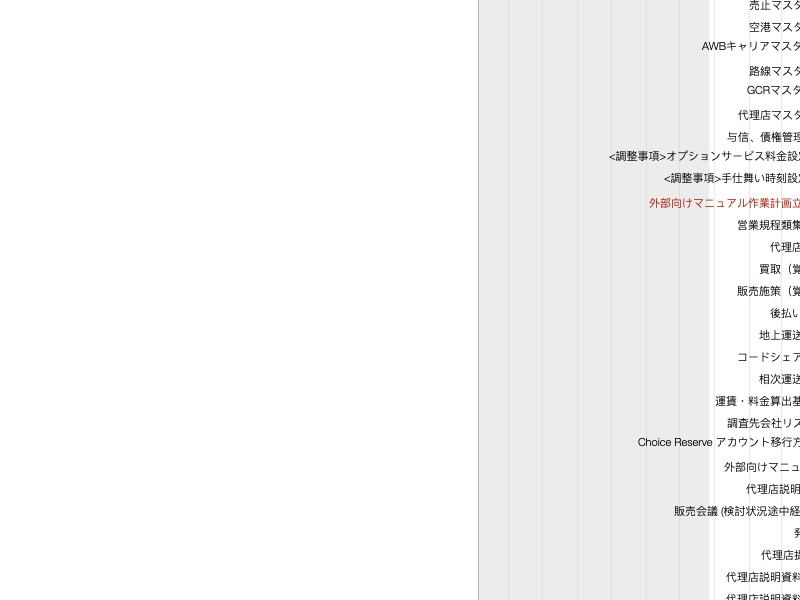 売止マスタ
空港マスタ
AWBキャリアマスタ
路線マスタ
GCRマスタ
代理店マスタ
与信、債権管理
<調整事項>オプションサービス料金設定
<調整事項>手仕舞い時刻設定
外部向けマニュアル作業計画立
営業規程類集
代理店
買取（覚
販売施策（覚
後払い
地上運送
コードシェア
相次運送
運賃・料金算出基
調査先会社リス
Choice Reserve アカウント移行方
外部向けマニュ
代理店説明
販売会議 (検討状況途中経
発
代理店損
代理店説明資料
代理店説明資料